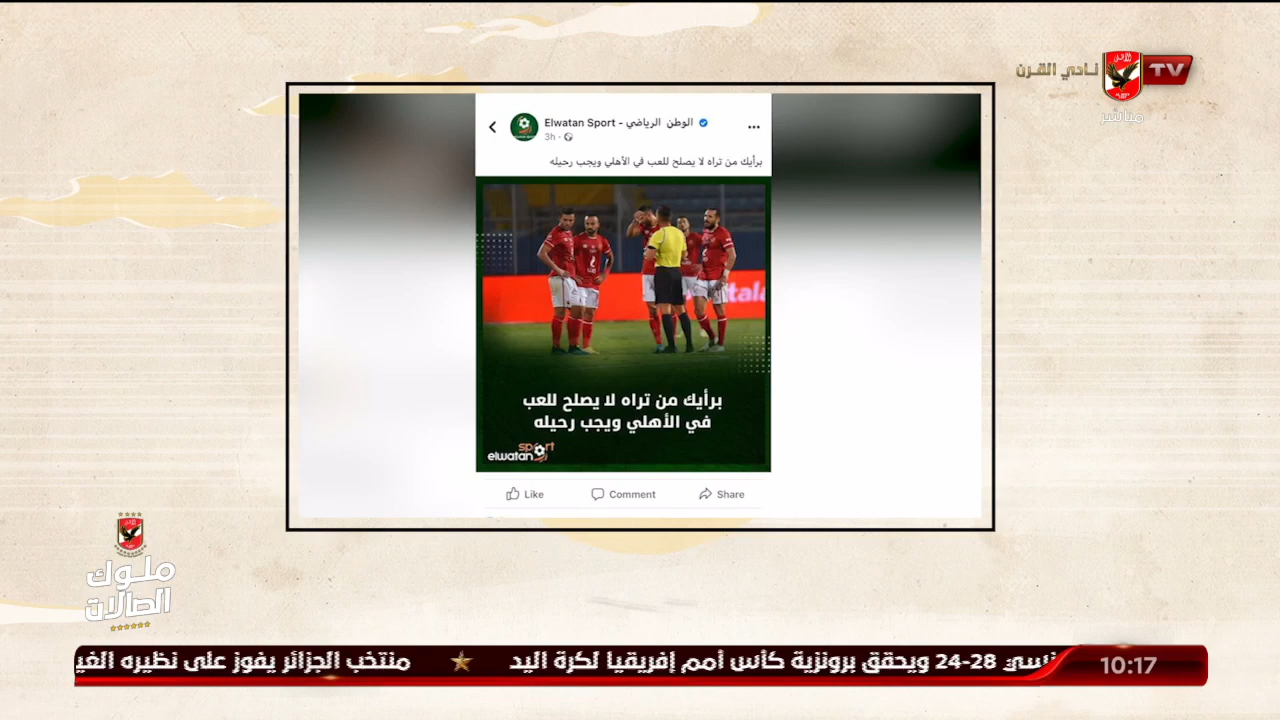 نادي القرن
TV
مباشر
Elwatan Sport - الوطن الرياضي
3h
برأيك من تراه لا يصلح للعب في الأهلي ويجب رحيله
برأيك من تراه لا يصلح للعب
في الأهلي ويجب رحيله
sport
elwatan
Like Comment Share
ملوك
الصالات
24-28 ويحقق برونزية كأس أمم إفريقيا لكرة اليد
منتخب الجزائر يفوز على نظيره
10:17